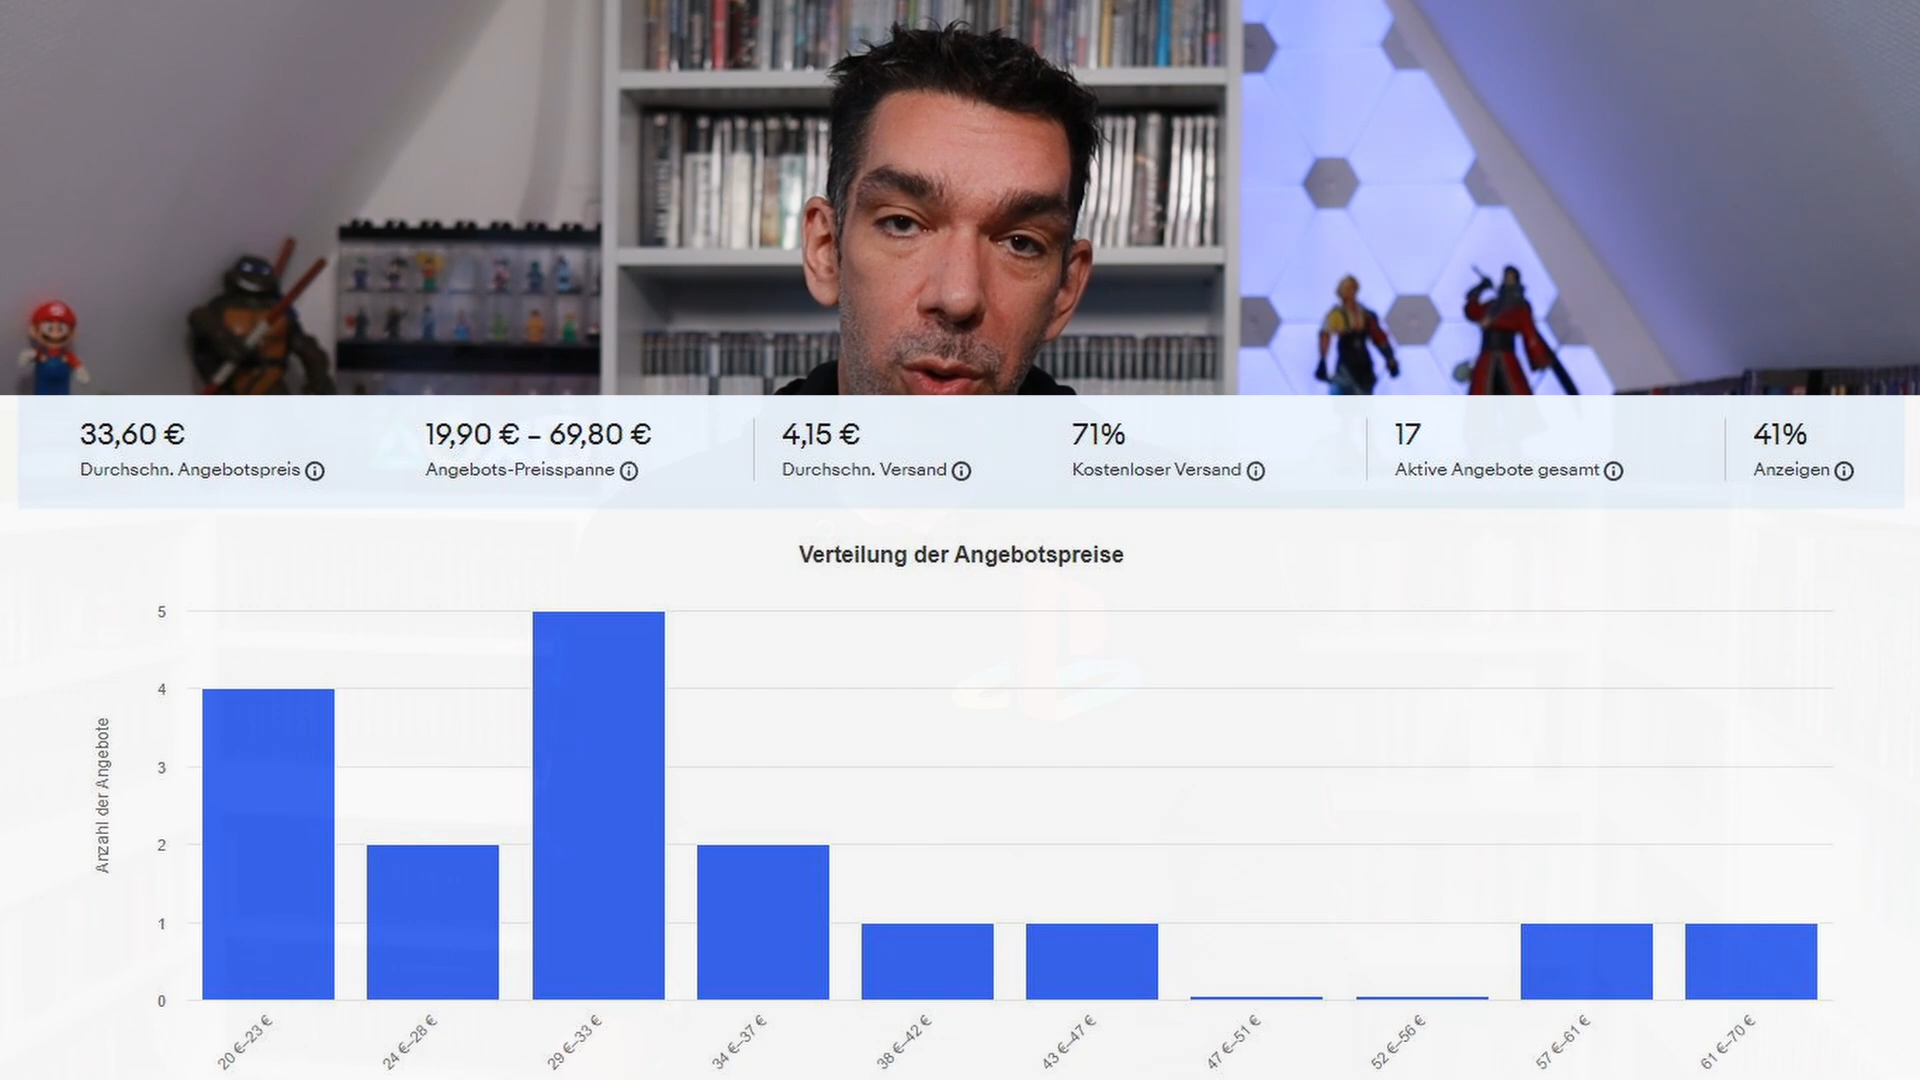 33,60 €
Durchschn. Angebotspreis
19,90 € – 69,80 €
Angebots-Preisspanne
4,15 €
Durchschn. Versand
71%
Kostenloser Versand
17
Aktive Angebote gesamt
41%
Anzeigen
Verteilung der Angebotspreise
Anzahl der Angebote
5
4
3
2
1
0
20 €–23 €
24 €–28 €
29 €–33 €
34 €–37 €
38 €–42 €
43 €–47 €
47 €–51 €
52 €–56 €
57 €–61 €
61 €–70 €